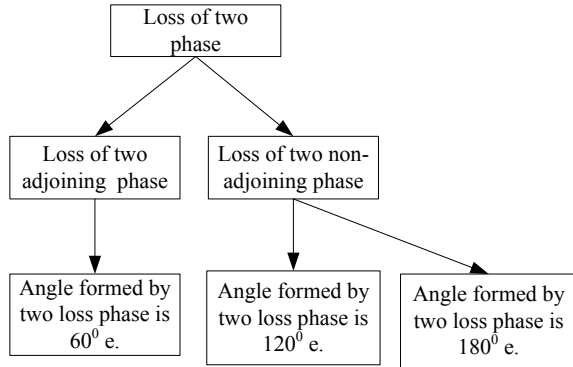 Loss of two
phase
Loss of two
adjoining phase
Loss of two non-
adjoining phase
Angle formed by
two loss phase is
60⁰ e.
Angle formed by
two loss phase is
120⁰ e.
Angle formed by
two loss phase is
180⁰ e.